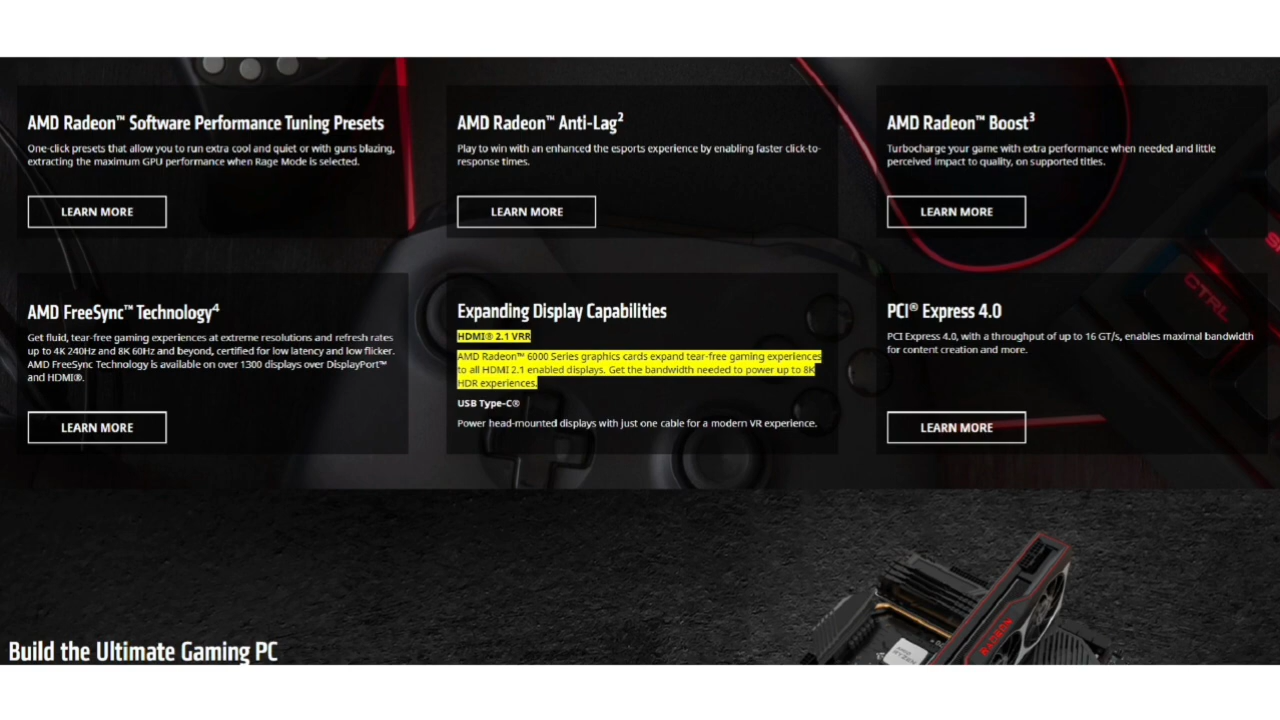 AMD Radeon™ Software Performance Tuning Presets
One-click presets that allow you to run extra cool and quiet or with guns blazing,
extracting the maximum GPU performance when Rage Mode is selected.
LEARN MORE
AMD Radeon™ Anti-Lag²
Play to win with an enhanced the esports experience by enabling faster click-to-
response times.
LEARN MORE
AMD Radeon™ Boost³
Turbocharge your game with extra performance when needed and little
perceived impact to quality, on supported titles.
LEARN MORE
AMD FreeSync™ Technology⁴
Get fluid, tear-free gaming experiences at extreme resolutions and refresh rates
up to 4K 240Hz and 8K 60Hz and beyond, certified for low latency and low flicker.
AMD FreeSync Technology is available on over 1300 displays over DisplayPort™
and HDMI®.
LEARN MORE
Expanding Display Capabilities
HDMI® 2.1 VRR
AMD Radeon™ 6000 Series graphics cards expand tear-free gaming experiences
to all HDMI 2.1 enabled displays. Get the bandwidth needed to power up to 8K
HDR experiences.
USB Type-C®
Power head-mounted displays with just one cable for a modern VR experience.
PCI® Express 4.0
PCI Express 4.0, with a throughput of up to 16 GT/s, enables maximal bandwidth
for content creation and more.
LEARN MORE
CTRL
Build the Ultimate Gaming PC
RADEON
AMD
RYZEN